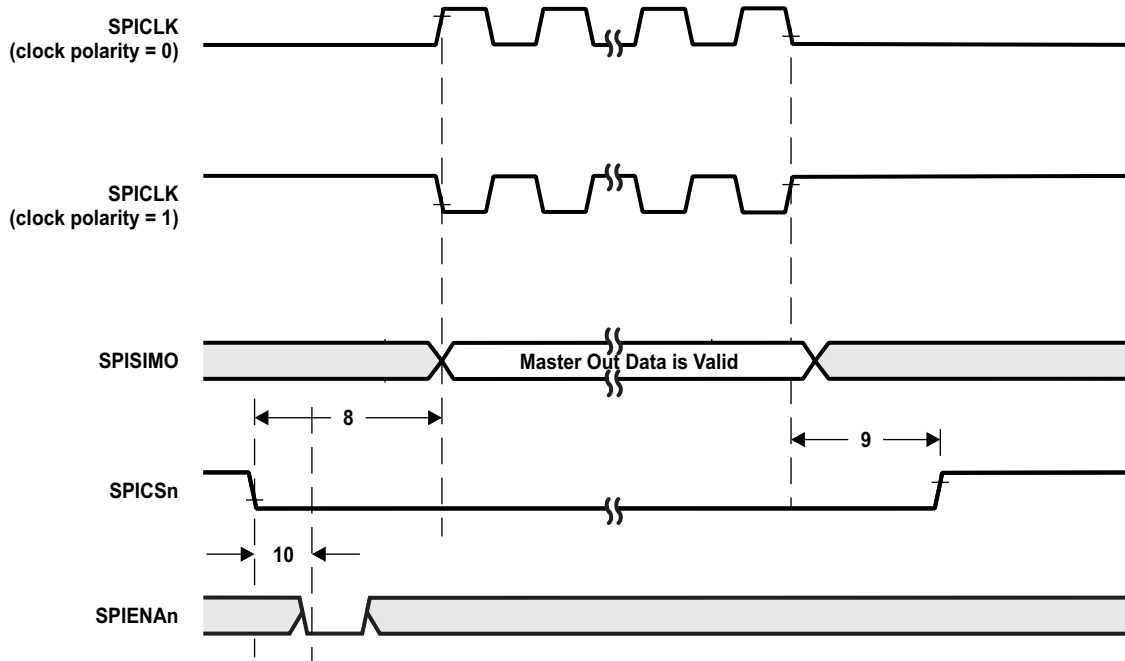 SPICLK
(clock polarity = 0)
SPICLK
(clock polarity = 1)
SPISIMO
Master Out Data is Valid
8
9
SPICSn
10
SPIENAn